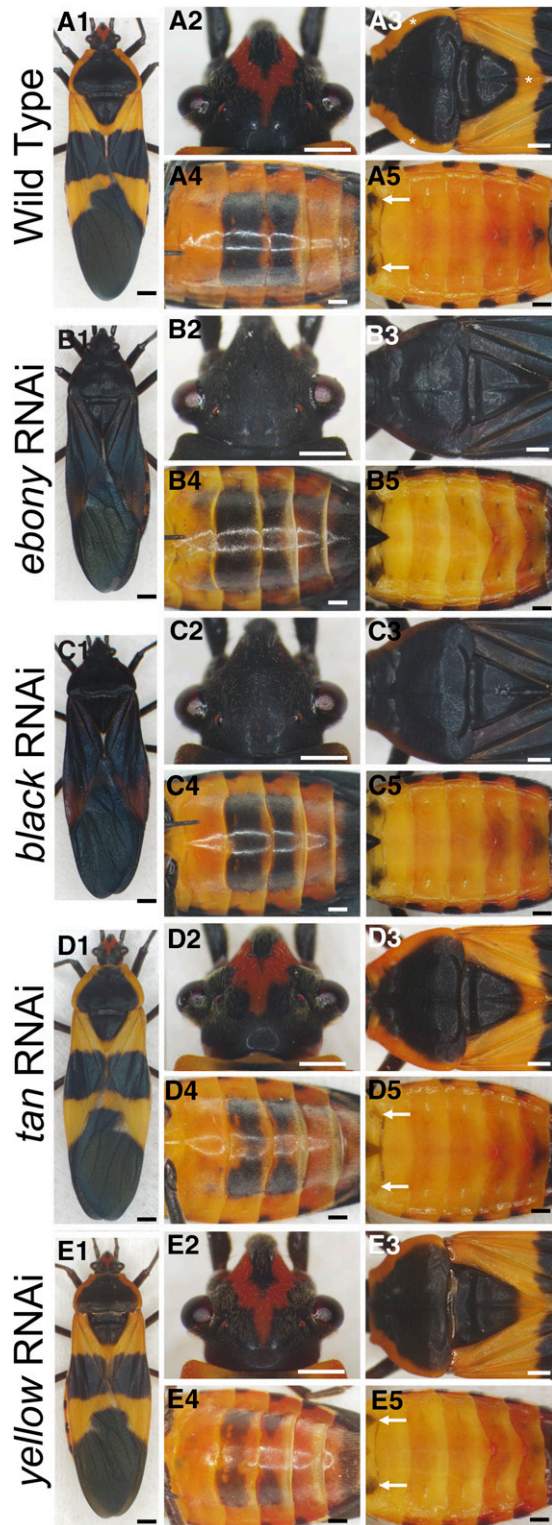 Wild Type
A1
A2
A3
*
*
*
A4
A5
ebony RNAi
B1
B2
B3
B4
B5
black RNAi
C1
C2
C3
C4
C5
tan RNAi
D1
D2
D3
D4
D5
yellow RNAi
E1
E2
E3
E4
E5